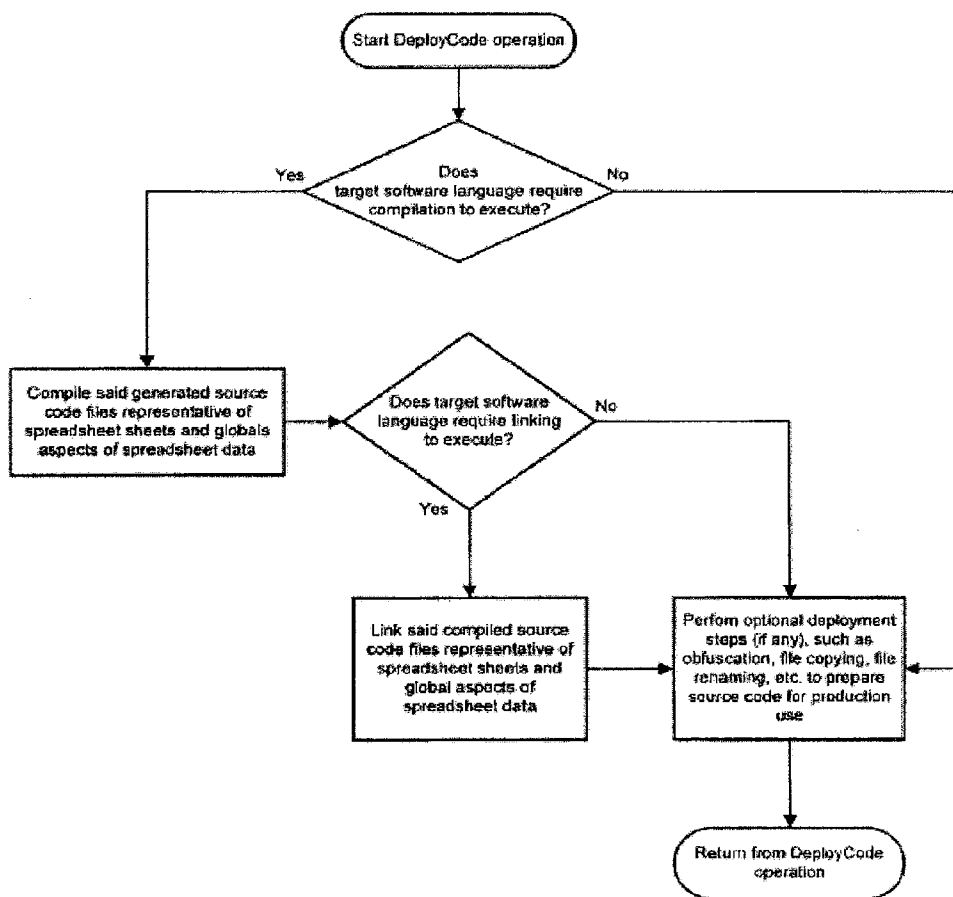 Start DeployCode operation
Yes
Does
target software language require
compilation to execute?
No
Compile said generated source
code files representative of
spreadsheet sheets and globals
aspects of spreadsheet data
Does target software
language require linking
to execute?
No
Yes
Link said compiled source
code files representative of
spreadsheet sheets and
global aspects of
spreadsheet data
Perfom optional deployment
steps (if any), such as
obfuscation, file copying, file
renaming, etc. to prepare
source code for production
use
Return from DeployCode
operation